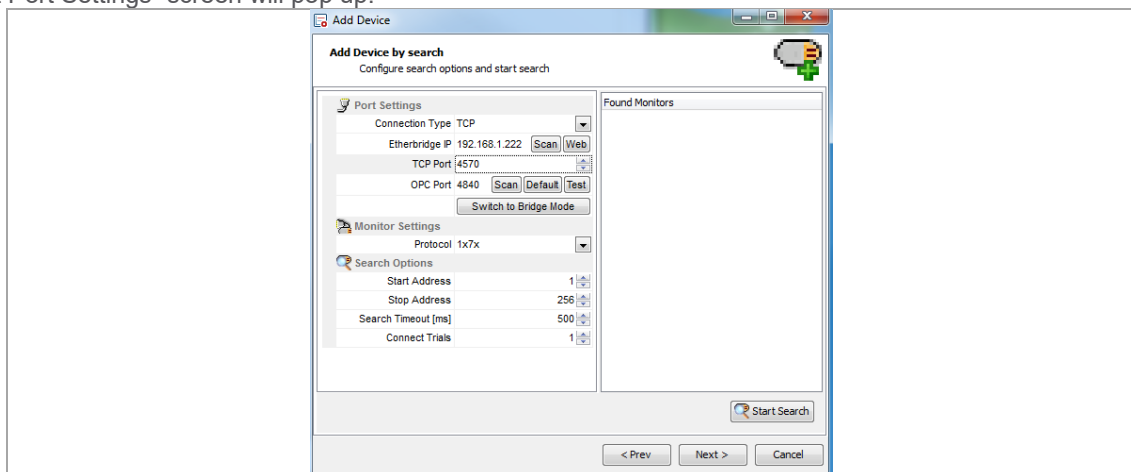 Port Settings" screen will pop up.
Add Device
Add Device by search
Configure search options and start search
Port Settings
Connection Type TCP
Etherbridge IP 192.168.1.222 Scan Web
TCP Port 4570
OPC Port 4840 Scan Default Test
Switch to Bridge Mode
Monitor Settings
Protocol 1x7x
Search Options
Start Address 1
Stop Address 256
Search Timeout [ms] 500
Connect Trials 1
Found Monitors
Start Search
< Prev Next > Cancel